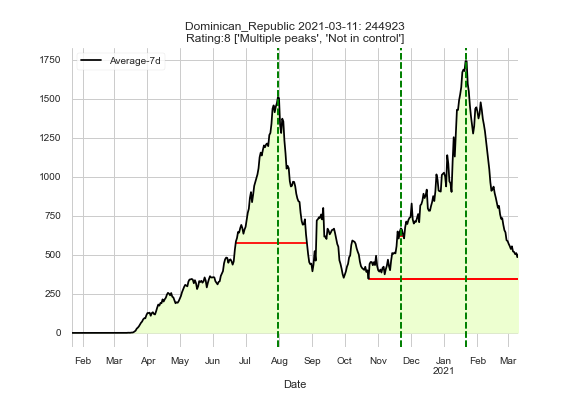 Dominican_Republic 2021-03-11: 244923
Rating:8 ['Multiple peaks', 'Not in control']
Average-7d
1750
1500
1250
1000
750
500
250
0
Feb Mar Apr May Jun Jul Aug Sep Oct Nov Dec Jan Feb Mar
2021
Date